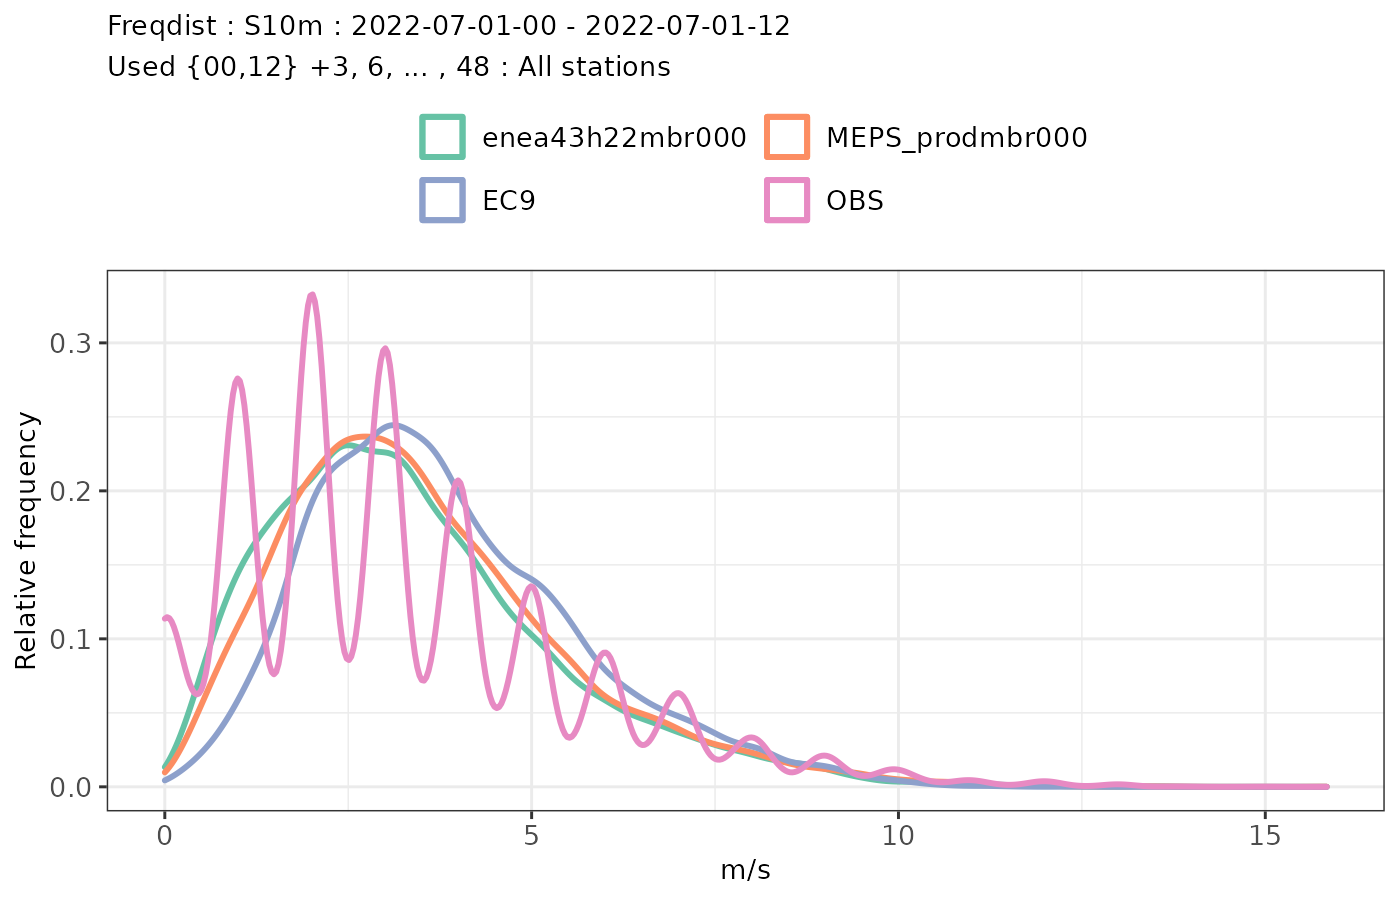 Freqdist : S10m : 2022-07-01-00 - 2022-07-01-12
Used {00,12} +3, 6, ... , 48 : All stations
enea43h22mbr000 MEPS_prodmbr000
EC9 OBS
Relative frequency
0.3
0.2
0.1
0.0
0 5 10 15
m/s